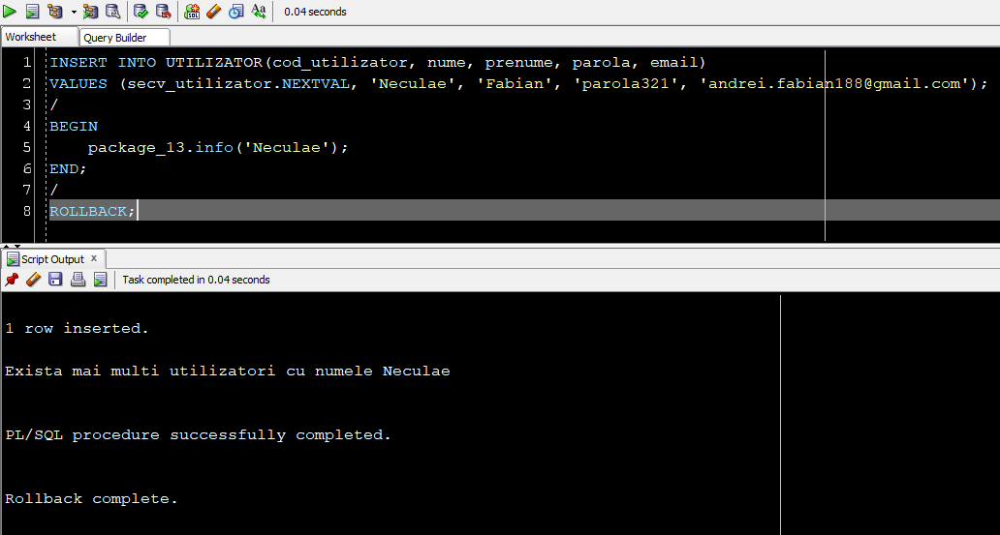 0.04 seconds
Worksheet Query Builder
1 INSERT INTO UTILIZATOR(cod_utilizator, nume, prenume, parola, email)
2 VALUES (secv_utilizator.NEXTVAL, 'Neculae', 'Fabian', 'parola321', 'andrei.fabian188@gmail.com');
3 /
4 BEGIN
5 package_13.info('Neculae');
6 END;
7 /
8 ROLLBACK;
Script Output x
Task completed in 0.04 seconds
1 row inserted.
Exista mai multi utilizatori cu numele Neculae
PL/SQL procedure successfully completed.
Rollback complete.